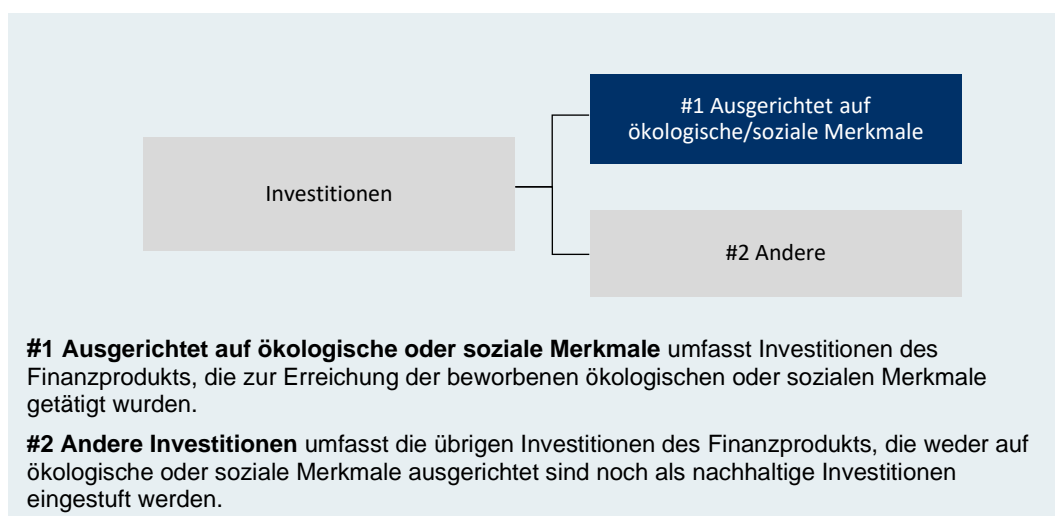 #1 Ausgerichtet auf
ökologische/soziale Merkmale
Investitionen
#2 Andere
#1 Ausgerichtet auf ökologische oder soziale Merkmale umfasst Investitionen des
Finanzprodukts, die zur Erreichung der beworbenen ökologischen oder sozialen Merkmale
getätigt wurden.
#2 Andere Investitionen umfasst die übrigen Investitionen des Finanzprodukts, die weder auf
ökologische oder soziale Merkmale ausgerichtet sind noch als nachhaltige Investitionen
eingestuft werden.